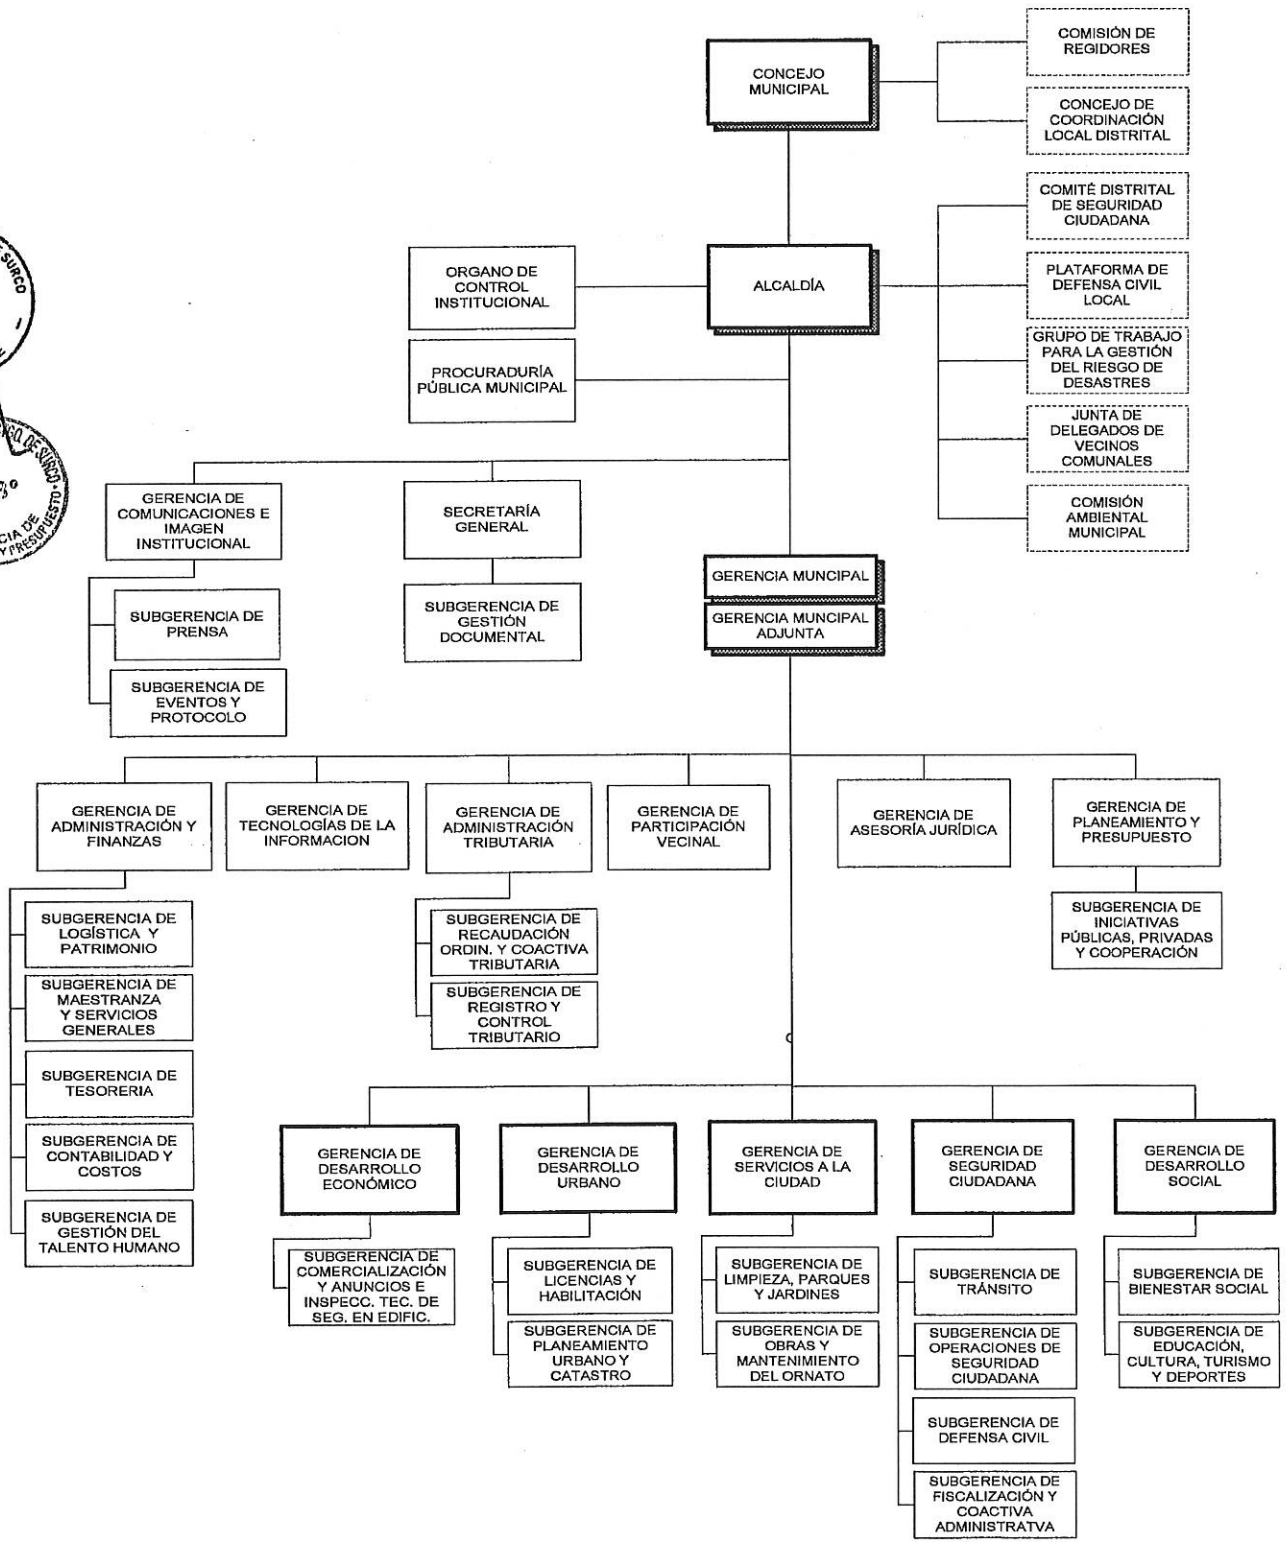 COMISIÓN DE
REGIDORES
CONCEJO
MUNICIPAL
CONCEJO DE
COORDINACIÓN
LOCAL DISTRITAL
COMITÉ DISTRITAL
DE SEGURIDAD
CIUDADANA
ORGANO DE
CONTROL
INSTITUCIONAL
ALCALDÍA
PLATAFORMA DE
DEFENSA CIVIL
LOCAL
GRUPO DE TRABAJO
PARA LA GESTIÓN
DEL RIESGO DE
DESASTRES
PROCURADURÍA
PÚBLICA MUNICIPAL
JUNTA DE
DELEGADOS DE
VECINOS
COMUNALES
COMISIÓN
AMBIENTAL
MUNICIPAL
DE SURCO
DE SURCO
CIA DE
Y PRESUPUESTO
GERENCIA DE
COMUNICACIONES E
IMAGEN
INSTITUCIONAL
SECRETARÍA
GENERAL
GERENCIA MUNCIPAL
GERENCIA MUNCIPAL
ADJUNTA
SUBGERENCIA DE
PRENSA
SUBGERENCIA DE
GESTIÓN
DOCUMENTAL
SUBGERENCIA DE
EVENTOS Y
PROTOCOLO
GERENCIA DE
ADMINISTRACIÓN Y
FINANZAS
GERENCIA DE
TECNOLOGÍAS DE LA
INFORMACION
GERENCIA DE
ADMINISTRACIÓN
TRIBUTARIA
GERENCIA DE
PARTICIPACIÓN
VECINAL
GERENCIA DE
ASESORÍA JURÍDICA
GERENCIA DE
PLANEAMIENTO Y
PRESUPUESTO
SUBGERENCIA DE
LOGÍSTICA Y
PATRIMONIO
SUBGERENCIA DE
MAESTRANZA
Y SERVICIOS
GENERALES
SUBGERENCIA DE
TESORERIA
SUBGERENCIA DE
CONTABILIDAD Y
COSTOS
SUBGERENCIA DE
GESTIÓN DEL
TALENTO HUMANO
SUBGERENCIA DE
RECAUDACIÓN
ORDIN. Y COACTIVA
TRIBUTARIA
SUBGERENCIA DE
REGISTRO Y
CONTROL
TRIBUTARIO
SUBGERENCIA DE
INICIATIVAS
PÚBLICAS, PRIVADAS
Y COOPERACIÓN
GERENCIA DE
DESARROLLO
ECONÓMICO
GERENCIA DE
DESARROLLO
URBANO
GERENCIA DE
SERVICIOS A LA
CIUDAD
GERENCIA DE
SEGURIDAD
CIUDADANA
GERENCIA DE
DESARROLLO
SOCIAL
SUBGERENCIA DE
COMERCIALIZACIÓN
Y ANUNCIOS E
INSPECC. TEC. DE
SEG. EN EDIFIC.
SUBGERENCIA DE
LICENCIAS Y
HABILITACIÓN
SUBGERENCIA DE
PLANEAMIENTO
URBANO Y
CATASTRO
SUBGERENCIA DE
LIMPIEZA, PARQUES
Y JARDINES
SUBGERENCIA DE
OBRAS Y
MANTENIMIENTO
DEL ORNATO
SUBGERENCIA DE
TRÁNSITO
SUBGERENCIA DE
OPERACIONES DE
SEGURIDAD
CIUDADANA
SUBGERENCIA DE
DEFENSA CIVIL
SUBGERENCIA DE
FISCALIZACIÓN Y
COACTIVA
ADMINISTRATVA
SUBGERENCIA DE
BIENESTAR SOCIAL
SUBGERENCIA DE
EDUCACIÓN,
CULTURA, TURISMO
Y DEPORTES